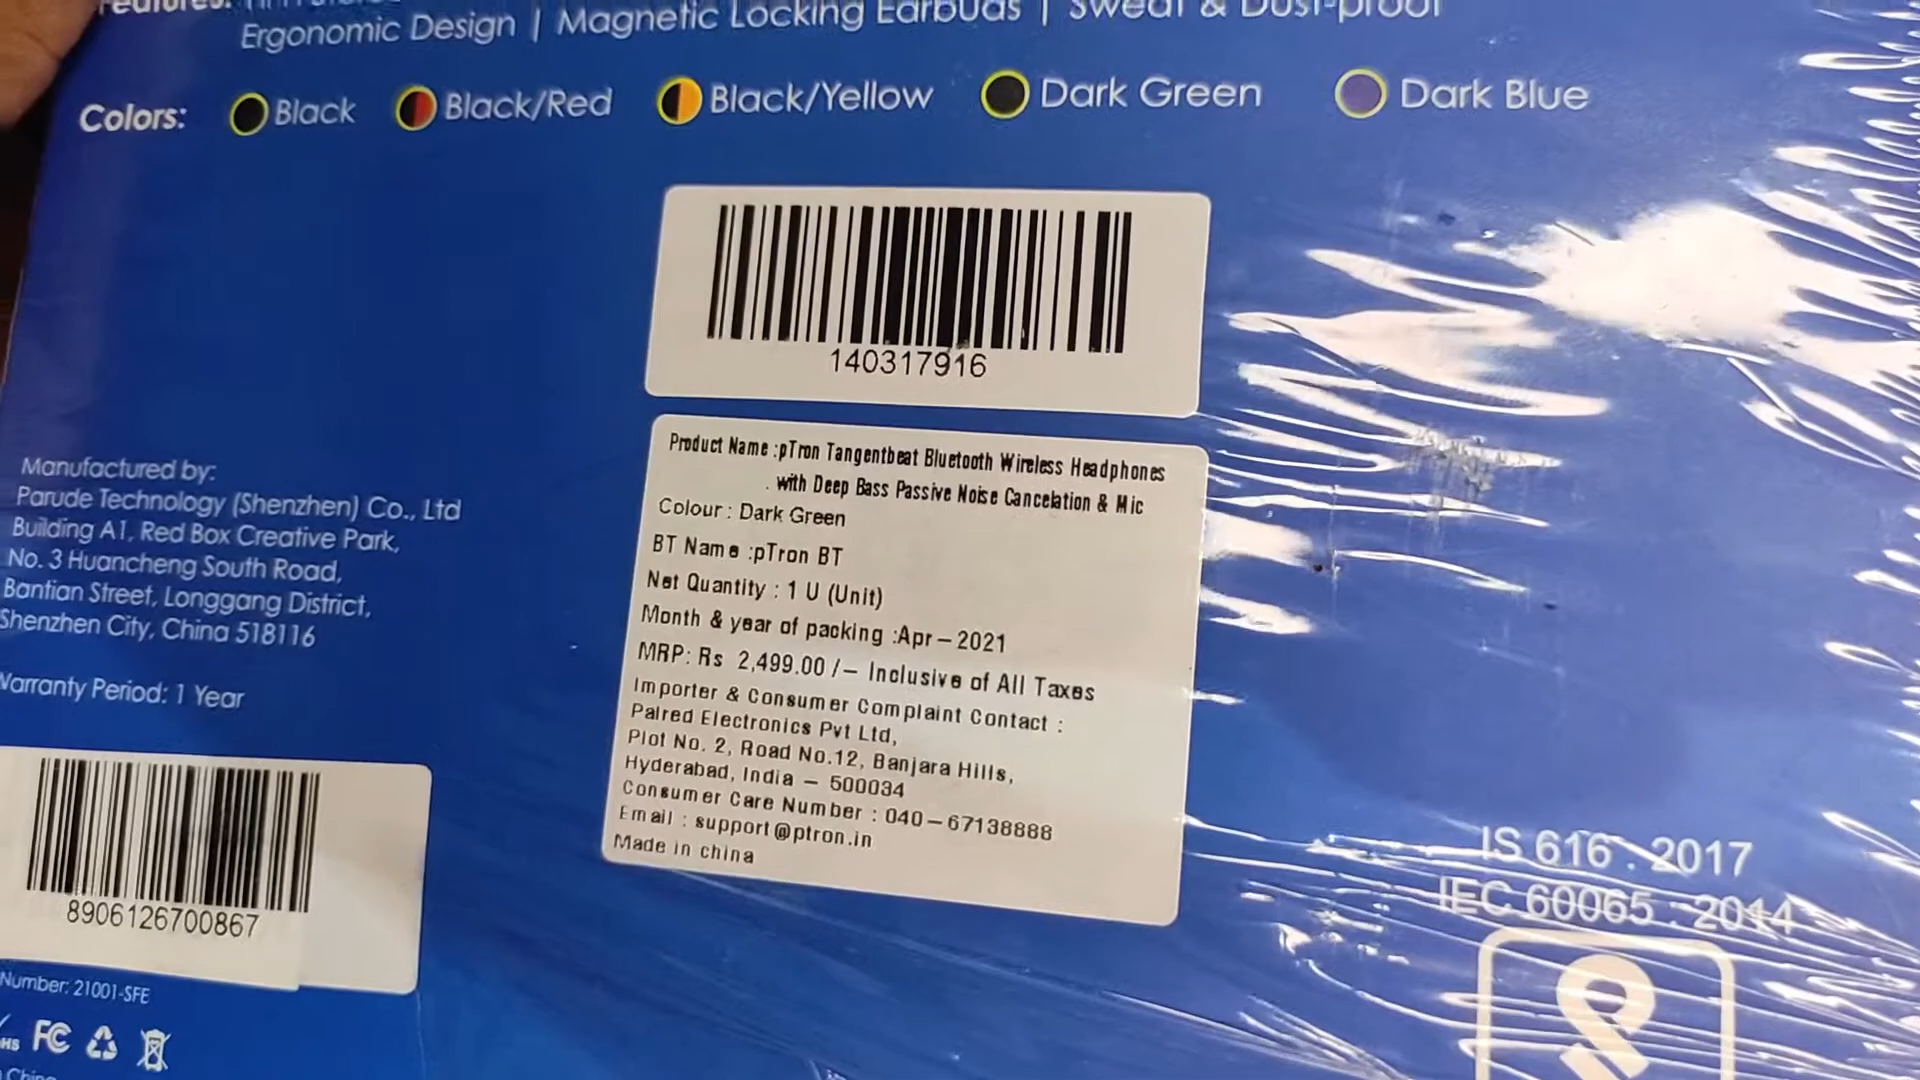 Features:
Ergonomic Design | Magnetic Locking Earbuds | Sweat & Dust-proof
Colors: Black Black/Red Black/Yellow Dark Green Dark Blue
140317916
Product Name :pTron Tangentbeat Bluetooth Wireless Headphones
. with Deep Bass Passive Noise Cancelation & Mic
Colour : Dark Green
BT Name :pTron BT
Net Quantity : 1 U (Unit)
Month & year of packing :Apr-2021
MRP: Rs 2,499.00 /- Inclusive of All Taxes
Importer & Consumer Complaint Contact :
Palred Electronics Pvt Ltd,
Plot No. 2, Road No.12, Banjara Hills,
Hyderabad, India - 500034
Consumer Care Number : 040-67138888
Email : support@ptron.in
Made in china
Manufactured by:
Parude Technology (Shenzhen) Co., Ltd
Building A1, Red Box Creative Park,
No. 3 Huancheng South Road,
Bantian Street, Longgang District,
Shenzhen City, China 518116
Warranty Period: 1 Year
8906126700867
Number: 21001-SFE
FC
IS 616 : 2017
IEC 60065 : 2014